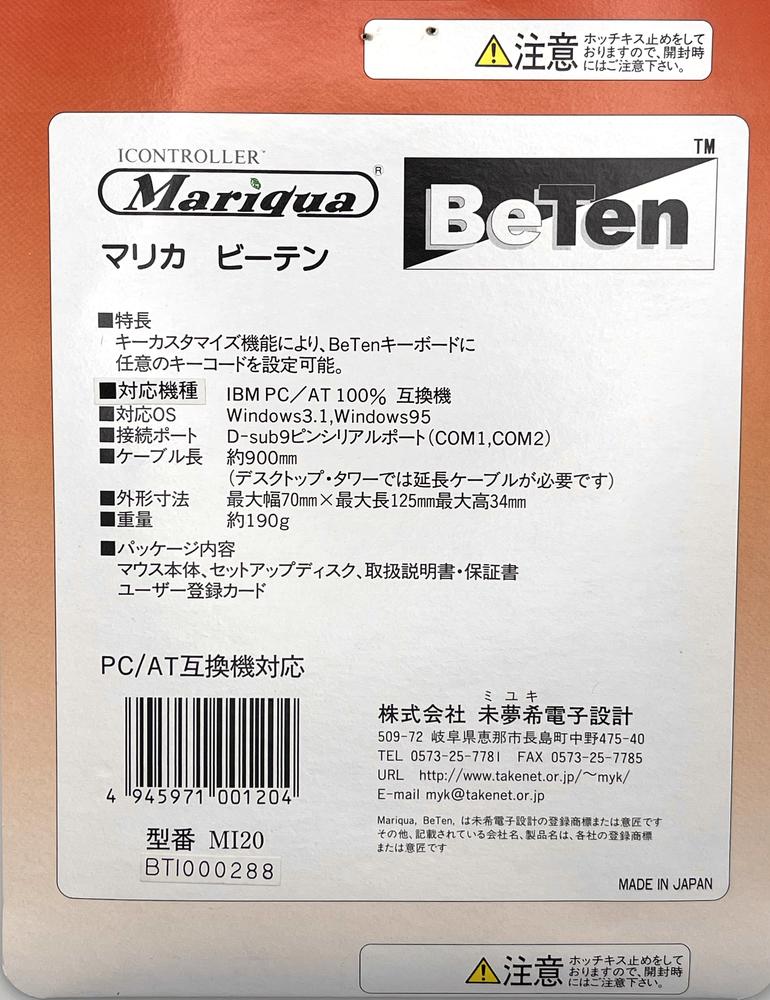 注意
ホッチキス止めをして
おりますので、開封時
にはご注意下さい。
ICONTROLLER™
Mariqua®
BeTen™
マリカ ビーテン
■特長
キーカスタマイズ機能により、BeTenキーボードに
任意のキーコードを設定可能。
■対応機種 IBM PC/AT 100% 互換機
■対応OS Windows3.1,Windows95
■接続ポート D-sub9ピンシリアルポート(COM1,COM2)
■ケーブル長 約900㎜
(デスクトップ・タワーでは延長ケーブルが必要です)
■外形寸法 最大幅70㎜×最大長125㎜最大高34㎜
■重量 約190g
■パッケージ内容
マウス本体、セットアップディスク、取扱説明書・保証書
ユーザー登録カード
PC/AT互換機対応
4 945971 001204
型番 MI20
BTI000288
ミユキ
株式会社 未夢希電子設計
509-72 岐阜県恵那市長島町中野475-40
TEL 0573-25-7781 FAX 0573-25-7785
URL http://www.takenet.or.jp/～myk/
E-mail myk@takenet.or.jp
Mariqua, BeTen, は未希電子設計の登録商標または意匠です
その他、記載されている会社名、製品名は、各社の登録商標
または意匠です
MADE IN JAPAN
注意
ホッチキス止めをして
おりますので、開封時
にはご注意下さい。